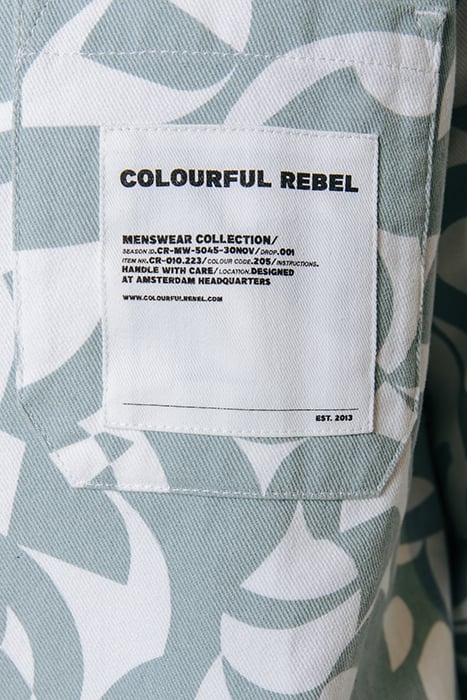 COLOURFUL REBEL
MENSWEAR COLLECTION/
SEASON ID.CR-MW-5045-30NOV/DROP.001
ITEM NR.CR-010.223/COLOUR CODE.205/INSTRUCTIONS.
HANDLE WITH CARE/LOCATION.DESIGNED
AT AMSTERDAM HEADQUARTERS
WWW.COLOURFULREBEL.COM
EST. 2013